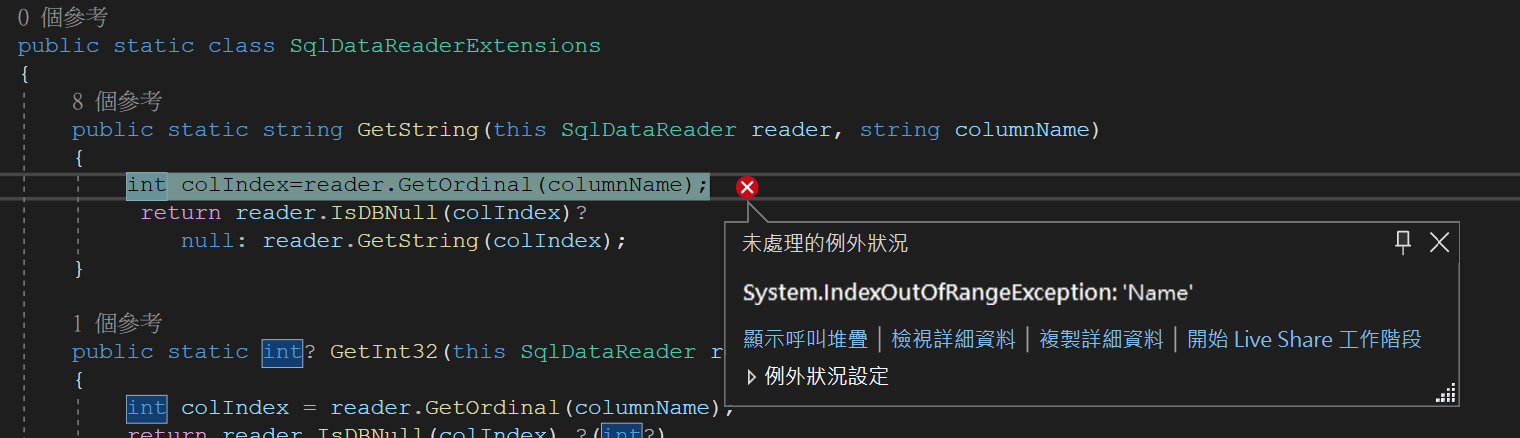 0 個參考
public static class SqlDataReaderExtensions
{
8 個參考
public static string GetString(this SqlDataReader reader, string columnName)
{
int colIndex=reader.GetOrdinal(columnName);
return reader.IsDBNull(colIndex)?
null: reader.GetString(colIndex);
}
未處理的例外狀況
System.IndexOutOfRangeException: 'Name'
顯示呼叫堆疊 | 檢視詳細資料 | 複製詳細資料 | 開始 Live Share 工作階段
例外狀況設定
1 個參考
public static int? GetInt32(this SqlDataReader r
{
int colIndex = reader.GetOrdinal(columnName);
return reader.IsDBNull(colIndex) ?(int?)